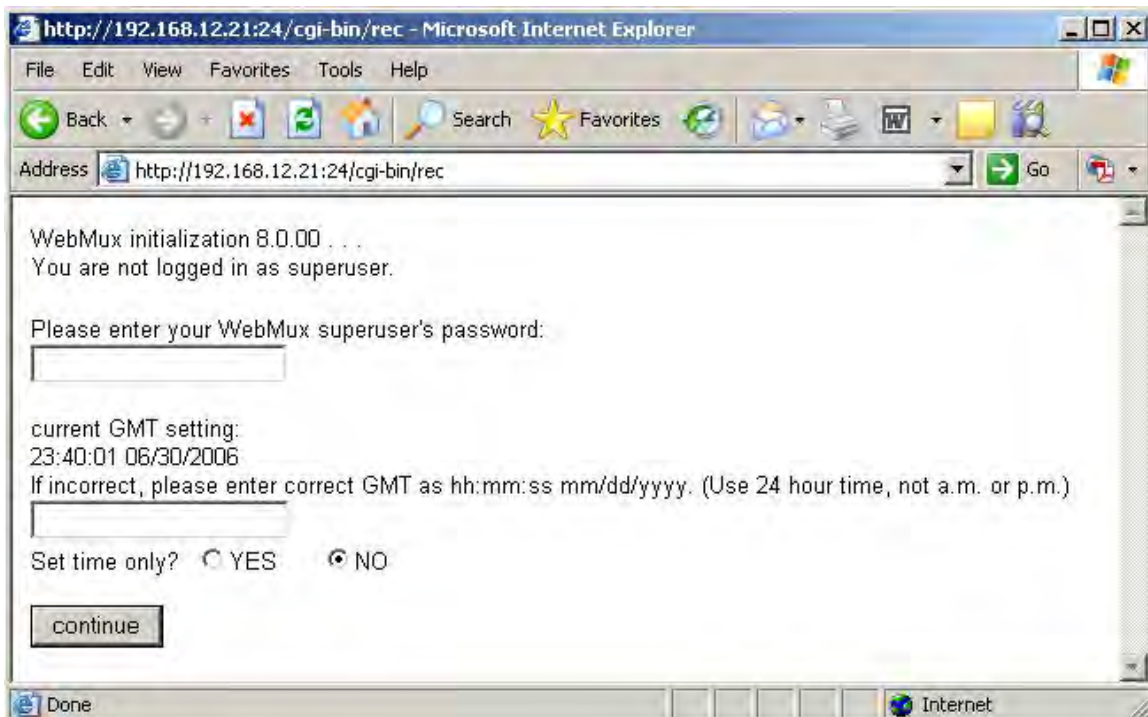 http://192.168.12.21:24/cgi-bin/rec - Microsoft Internet Explorer
File Edit View Favorites Tools Help
Back Search Favorites W
Address http://192.168.12.21:24/cgi-bin/rec Go
WebMux initialization 8.0.00 . . .
You are not logged in as superuser.
Please enter your WebMux superuser's password:
current GMT setting:
23:40:01 06/30/2006
If incorrect, please enter correct GMT as hh:mm:ss mm/dd/yyyy. (Use 24 hour time, not a.m. or p.m.)
Set time only? YES NO
continue
Done Internet